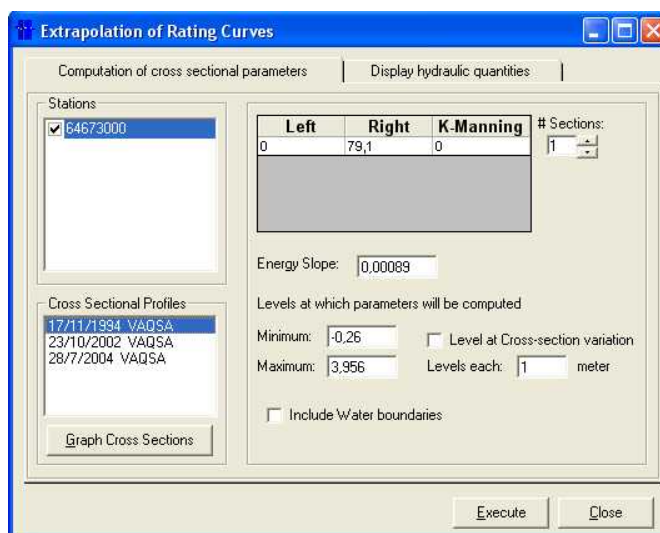 Extrapolation of Rating Curves
Computation of cross sectional parameters Display hydraulic quantities
Stations
64673000
Left Right K-Manning # Sections:
0 79,1 0 1
Energy Slope: 0,00089
Cross Sectional Profiles
17/11/1994 VAQSA
23/10/2002 VAQSA
28/7/2004 VAQSA
Graph Cross Sections
Levels at which parameters will be computed
Minimum: -0,26 Level at Cross-section variation
Maximum: 3,956 Levels each: 1 meter
Include Water boundaries
Execute Close